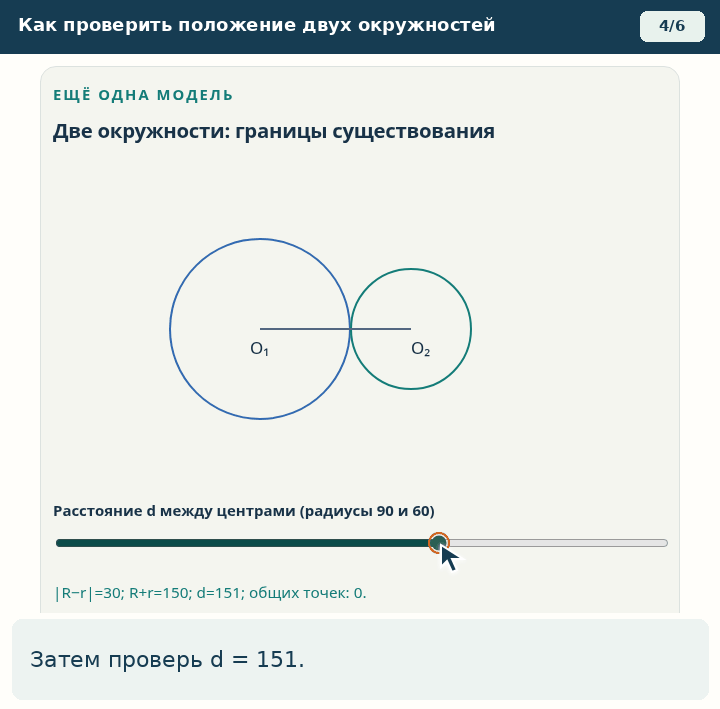 Как проверить положение двух окружностей
4/6
ЕЩЁ ОДНА МОДЕЛЬ
Две окружности: границы существования
O₁
O₂
Расстояние d между центрами (радиусы 90 и 60)
|R−r|=30; R+r=150; d=151; общих точек: 0.
Затем проверь d = 151.